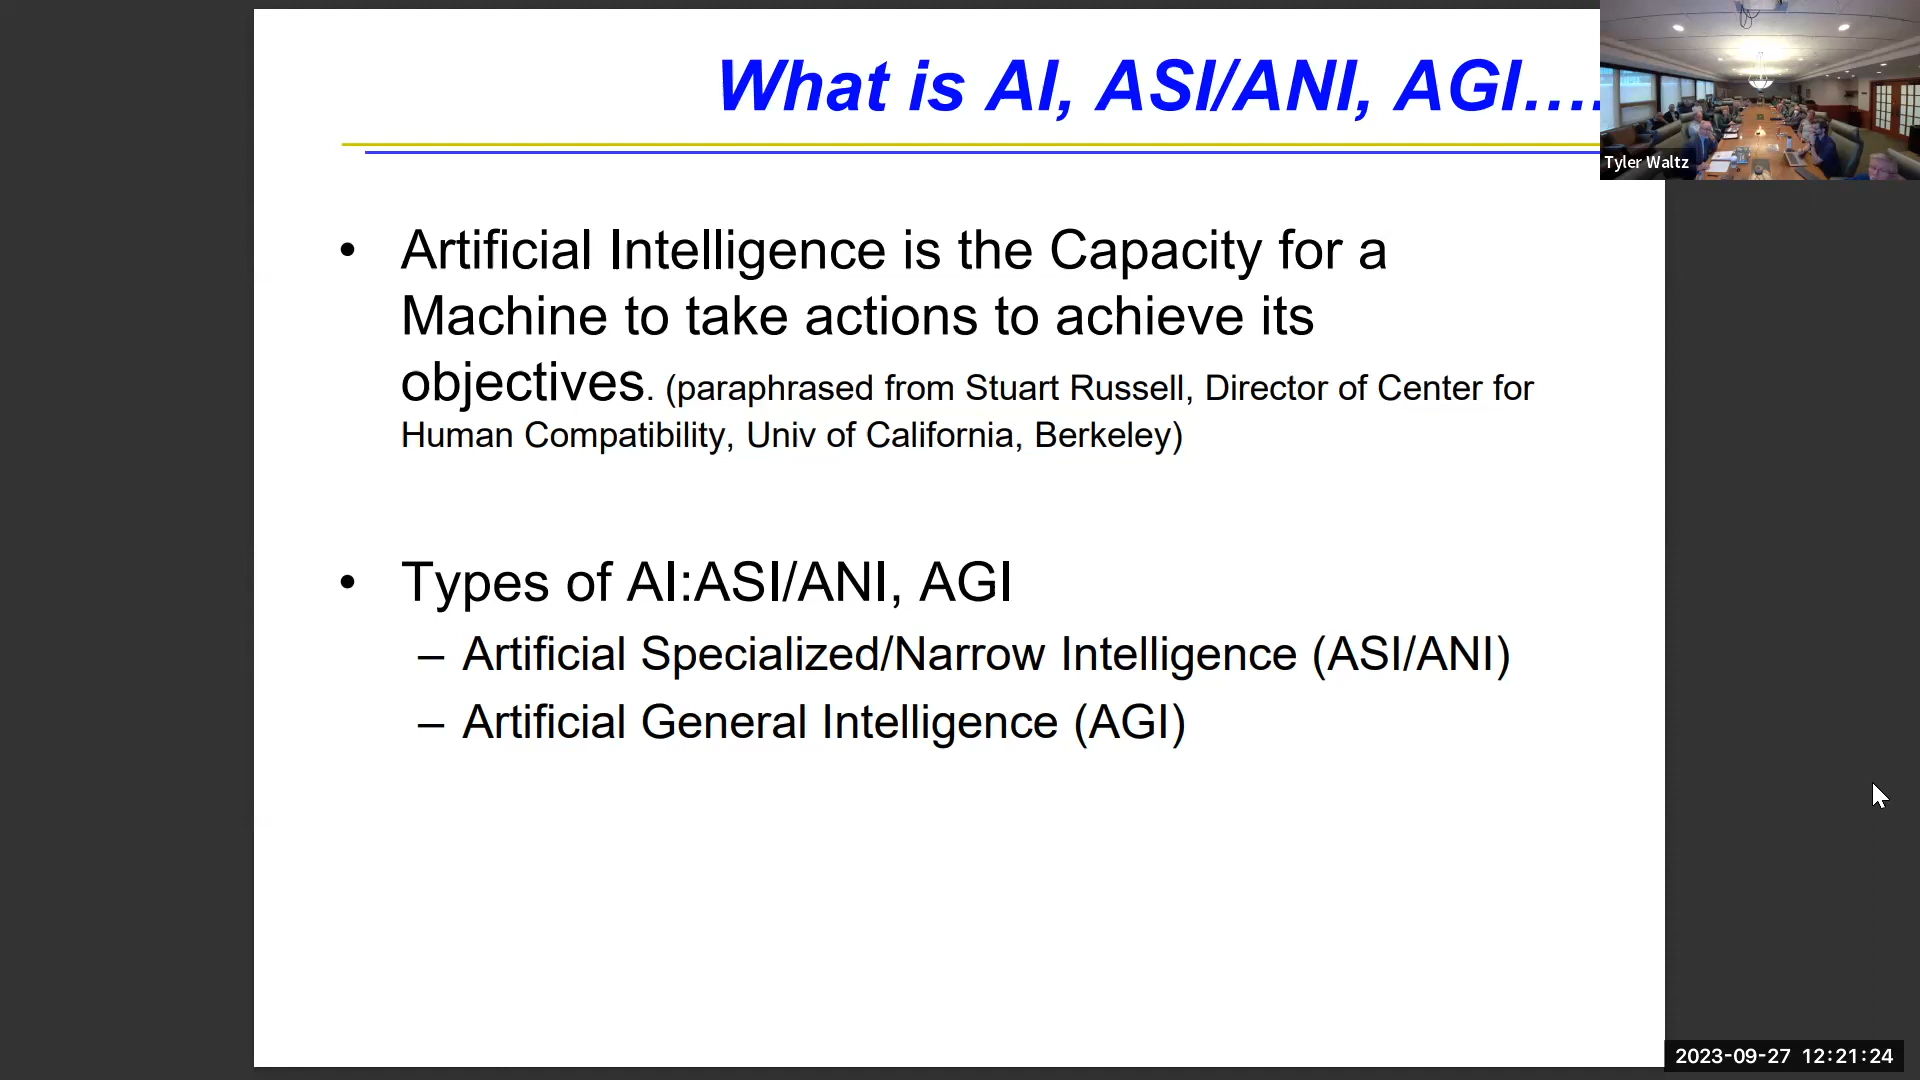 What is AI, ASI/ANI, AGI....
Tyler Waltz
• Artificial Intelligence is the Capacity for a
Machine to take actions to achieve its
objectives. (paraphrased from Stuart Russell, Director of Center for
Human Compatibility, Univ of California, Berkeley)
• Types of AI:ASI/ANI, AGI
– Artificial Specialized/Narrow Intelligence (ASI/ANI)
– Artificial General Intelligence (AGI)
2023-09-27 12:21:24